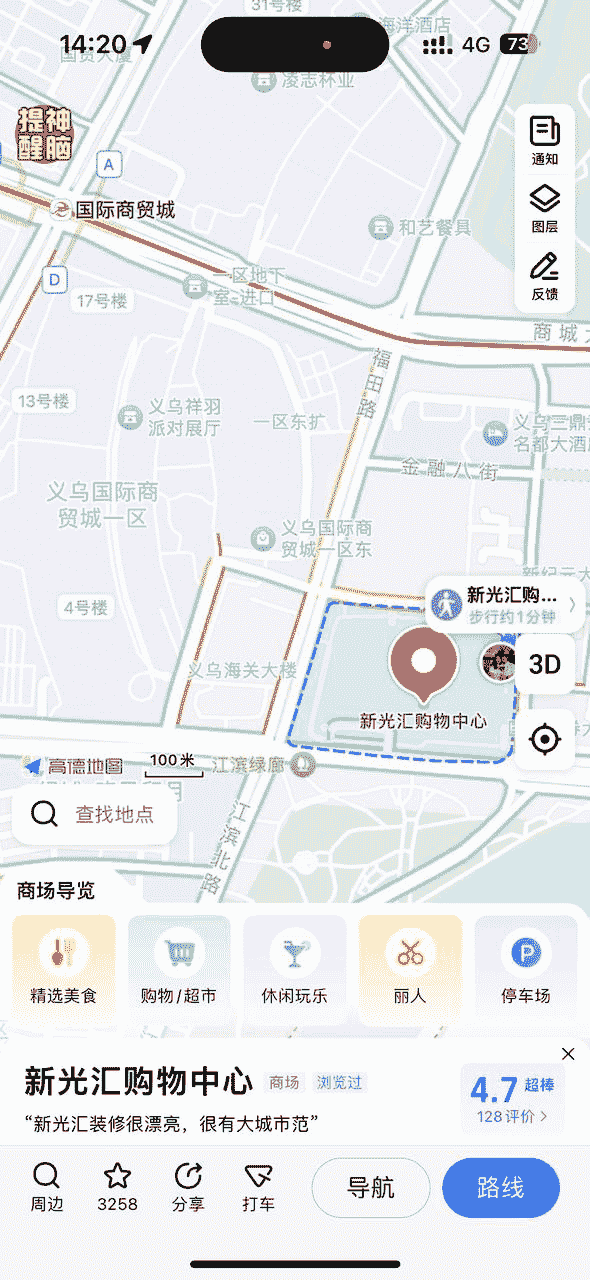 31号楼
14:20
4G
73
海洋酒店
国贸大厦
凌志杯业
提神
醒脑
通知
A
图层
国际商贸城
和艺餐具
反馈
D
一区地下
室-进口
17号楼
商城大
福田路
13号楼
义乌祥羽
派对展厅
一区东扩
义乌三鼎
名都大酒店
金融八街
义乌国际商
贸城一区
义乌国际商
贸城一区东
新纪元大
4号楼
新光汇购...
步行约1分钟
义乌海关大楼
3D
新光汇购物中心
高德地图
100米
江滨绿廊
查找地点
江滨北路
商场导览
精选美食
购物/超市
休闲玩乐
丽人
P
停车场
新光汇购物中心
商场
浏览过
4.7 超棒
“新光汇装修很漂亮，很有大城市范”
128评价
周边
3258
分享
打车
导航
路线